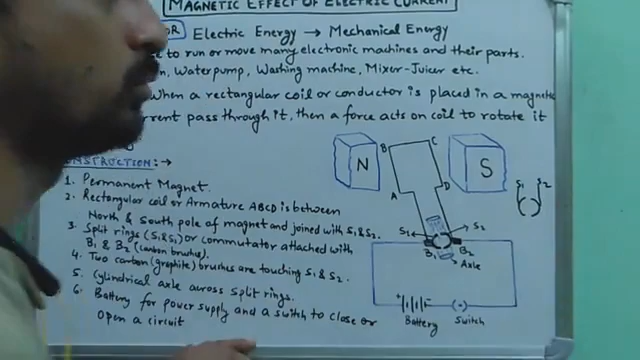 MAGNETIC EFFECT OF ELECTRIC CURRENT
OR Electric Energy → Mechanical Energy
to run or move many electronic machines and their parts.
n, Water pump, Washing machine, Mixer-Juicer etc.
When a rectangular coil or conductor is placed in a magnetic
rrent pass through it, then a force acts on coil to rotate it
ONSTRUCTION:→
1. Permanent Magnet.
2. Rectangular coil or Armature ABCD is between
North & South pole of magnet and joined with S1 & S2.
3. Split rings (S1 & S2) or commutator attached with
B1 & B2 (carbon brushes).
4. Two carbon (graphite) brushes are touching S1 & S2.
5. Cylindrical axle across split rings.
6. Battery for power supply and a switch to close or
open a circuit
N
S
B
C
A
D
S1
S2
S1
S2
B1
B2
Axle
+
-
Battery
Switch